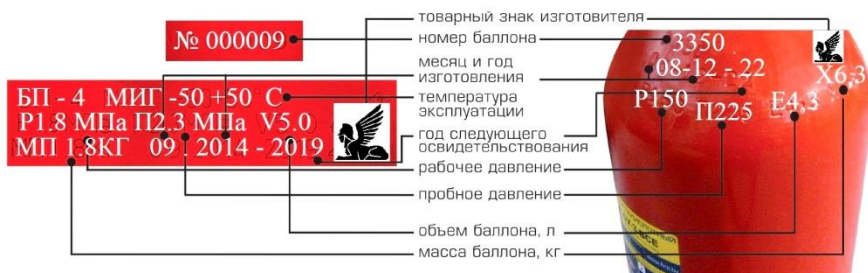 № 000009
БП - 4 МИГ -50 +50 С
Р1.8 МПа П2.3 МПа V5.0
МП 1.8КГ 09 . 2014 - 2019
товарный знак изготовителя
номер баллона
месяц и год
изготовления
температура
эксплуатации
год следующего
освидетельствования
рабочее давление
пробное давление
объем баллона, л
масса баллона, кг
3350
08-12 - 22
Х6,3
Р150
П225
Е4,3